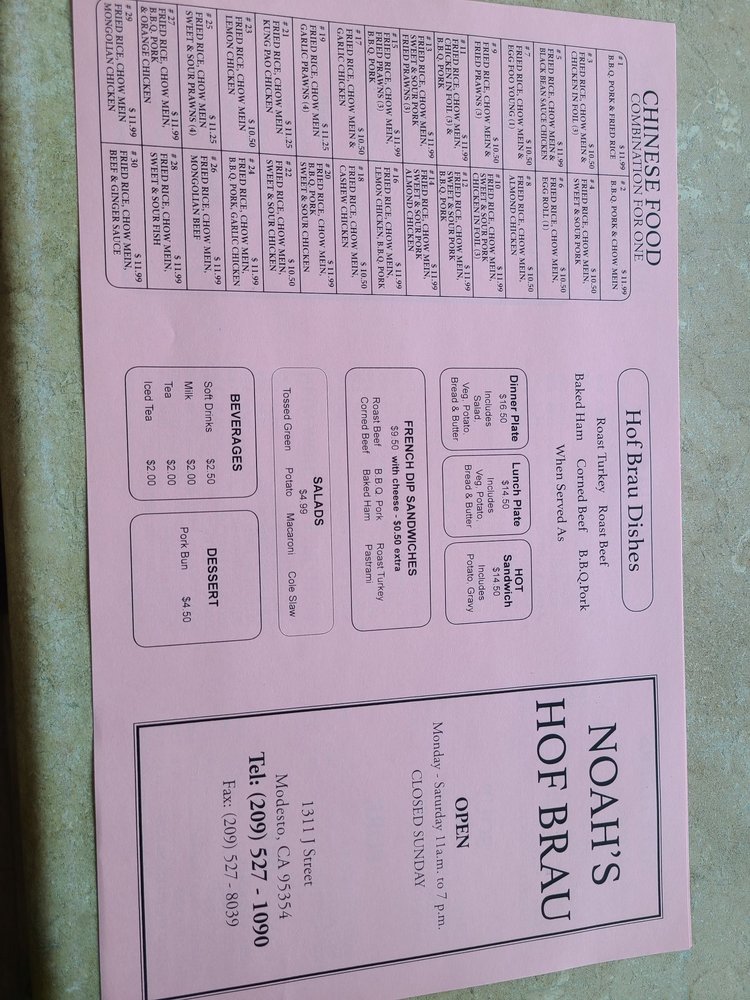 CHINESE FOOD
COMBINATION FOR ONE
# 1 $ 11.99
B.B.Q. PORK & FRIED RICE
# 2 $ 11.99
B.B.Q. PORK & CHOW MEIN
# 3 $ 10.50
FRIED RICE, CHOW MEIN &
CHICKEN IN FOIL (3)
# 4 $ 10.50
FRIED RICE, CHOW MEIN,
SWEET & SOUR PORK
# 5 $ 11.99
FRIED RICE, CHOW MEIN &
BLACK BEAN SAUCE CHICKEN
# 6 $ 10.50
FRIED RICE, CHOW MEIN,
EGG ROLL (1)
# 7 $ 10.50
FRIED RICE, CHOW MEIN &
EGG FOO YOUNG (1)
# 8 $ 10.50
FRIED RICE, CHOW MEIN,
ALMOND CHICKEN
# 9 $ 10.50
FRIED RICE, CHOW MEIN &
FRIED PRAWNS (3)
# 10 $ 11.99
FRIED RICE, CHOW MEIN,
SWEET & SOUR PORK
CHICKEN IN FOIL (3)
# 11 $ 11.99
FRIED RICE, CHOW MEIN,
CHICKEN IN FOIL (3) &
B.B.Q. PORK
# 12 $ 11.99
FRIED RICE, CHOW MEIN,
SWEET & SOUR PORK
B.B.Q. PORK
# 13 $ 11.99
FRIED RICE, CHOW MEIN,
SWEET & SOUR PORK
FRIED PRAWNS (3)
# 14 $ 11.99
FRIED RICE, CHOW MEIN,
SWEET & SOUR PORK
ALMOND CHICKEN
# 15 $ 11.99
FRIED RICE, CHOW MEIN,
FRIED PRAWNS (3)
B.B.Q. PORK
# 16 $ 11.99
FRIED RICE, CHOW MEIN,
LEMON CHICKEN, B.B.Q. PORK
# 17 $ 10.50
FRIED RICE, CHOW MEIN &
GARLIC CHICKEN
# 18 $ 10.50
FRIED RICE, CHOW MEIN,
CASHEW CHICKEN
# 19 $ 11.25
FRIED RICE, CHOW MEIN,
GARLIC PRAWNS (4)
# 20 $ 11.99
FRIED RICE, CHOW MEIN,
B.B.Q. PORK
SWEET & SOUR CHICKEN
# 21 $ 11.25
FRIED RICE, CHOW MEIN,
KUNG PAO CHICKEN
# 22 $ 10.50
FRIED RICE, CHOW MEIN,
SWEET & SOUR CHICKEN
# 23 $ 10.50
FRIED RICE, CHOW MEIN
LEMON CHICKEN
# 24 $ 11.99
FRIED RICE, CHOW MEIN,
B.B.Q. PORK, GARLIC CHICKEN
# 25 $ 11.25
FRIED RICE, CHOW MEIN
SWEET & SOUR PRAWNS (4)
# 26 $ 11.99
FRIED RICE, CHOW MEIN,
MONGOLIAN BEEF
# 27 $ 11.99
FRIED RICE, CHOW MEIN,
B.B.Q. PORK
& ORANGE CHICKEN
# 28 $ 11.99
FRIED RICE, CHOW MEIN,
SWEET & SOUR FISH
# 29 $ 11.99
FRIED RICE, CHOW MEIN
MONGOLIAN CHICKEN
# 30 $ 11.99
FRIED RICE, CHOW MEIN,
BEEF & GINGER SAUCE
Hof Brau Dishes
Roast Turkey Roast Beef
Baked Ham Corned Beef B.B.Q.Pork
When Served As
Dinner Plate
$16.50
Includes
Salad,
Veg, Potato,
Bread & Butter
Lunch Plate
$14.50
Includes
Veg, Potato,
Bread & Butter
HOT
Sandwich
$14.50
Includes
Potato, Gravy
FRENCH DIP SANDWICHES
$9.50 with cheese - $0.50 extra
Roast Beef B.B.Q. Pork Roast Turkey
Corned Beef Baked Ham Pastrami
SALADS
$4.99
Tossed Green Potato Macaroni Cole Slaw
BEVERAGES
Soft Drinks $2.50
Milk $2.00
Tea $2.00
Iced Tea $2.00
DESSERT
Pork Bun $4.50
NOAH'S
HOF BRAU
OPEN
Monday - Saturday 11a.m. to 7 p.m.
CLOSED SUNDAY
1311 J Street
Modesto, CA 95354
Tel: (209) 527 - 1090
Fax: (209) 527 - 8039